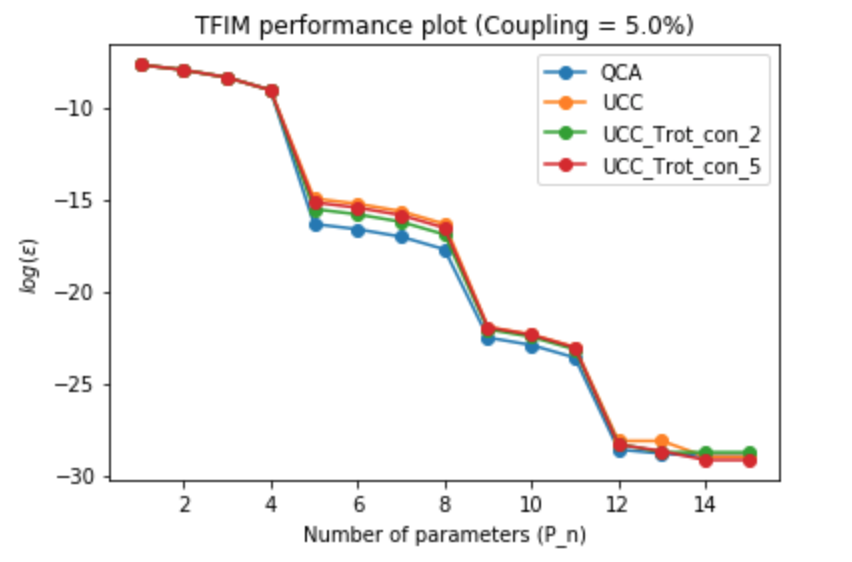 TFIM performance plot (Coupling = 5.0%)
QCA
UCC
UCC_Trot_con_2
UCC_Trot_con_5
log(ε)
−10
−15
−20
−25
−30
2 4 6 8 10 12 14
Number of parameters (P_n)